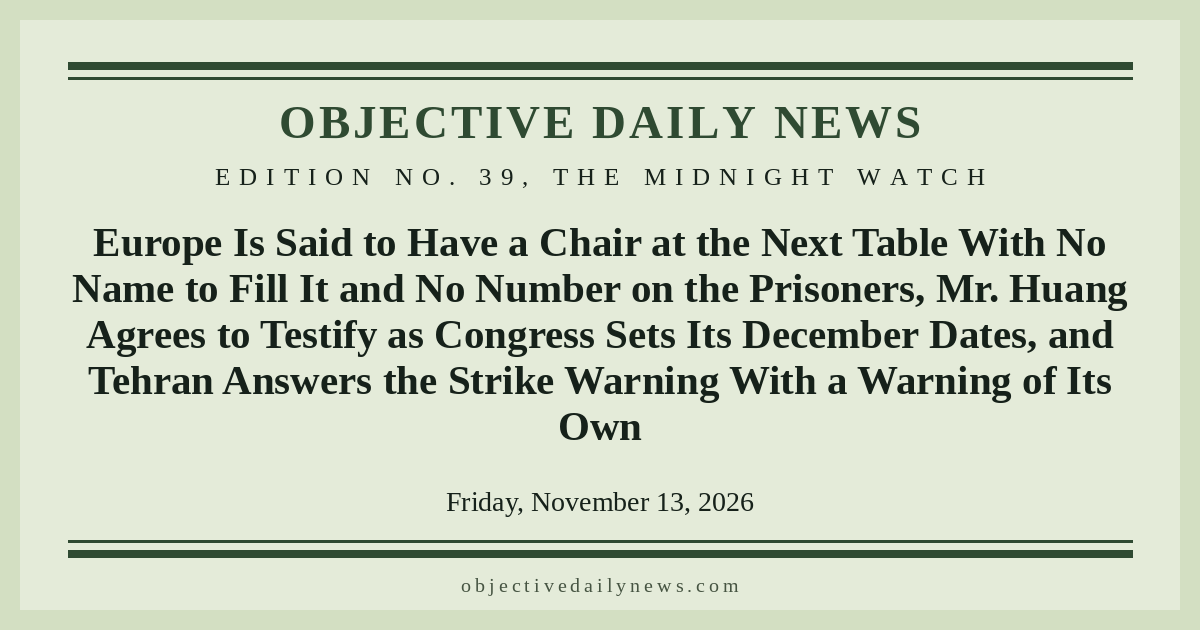 OBJECTIVE DAILY NEWS
EDITION NO. 39, THE MIDNIGHT WATCH
Europe Is Said to Have a Chair at the Next Table With No
Name to Fill It and No Number on the Prisoners, Mr. Huang
Agrees to Testify as Congress Sets Its December Dates, and
Tehran Answers the Strike Warning With a Warning of Its
Own
Friday, November 13, 2026
objectivedailynews.com